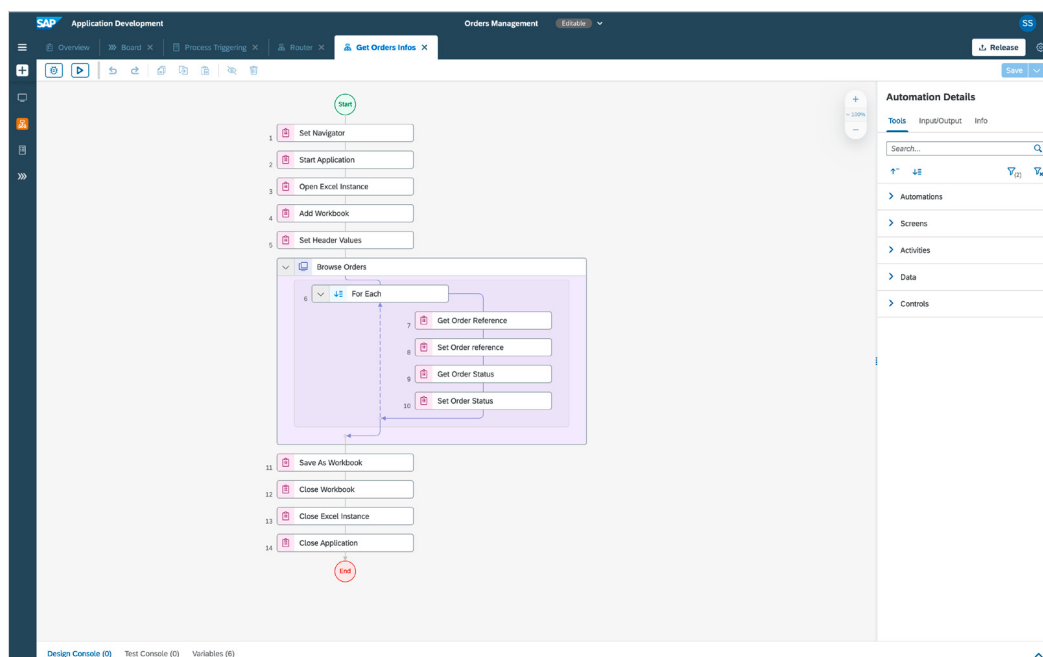 SAP Application Development
Orders Management Editable
SS
Overview Board Process Triggering Router Get Orders Infos
Release
Save
Start
100%
1 Set Navigator
2 Start Application
3 Open Excel Instance
4 Add Workbook
5 Set Header Values
Browse Orders
6 For Each
7 Get Order Reference
8 Set Order reference
9 Get Order Status
10 Set Order Status
11 Save As Workbook
12 Close Workbook
13 Close Excel Instance
14 Close Application
End
Automation Details
Tools Input/Output Info
Search...
(2)
Automations
Screens
Activities
Data
Controls
Design Console (0) Test Console (0) Variables (6)